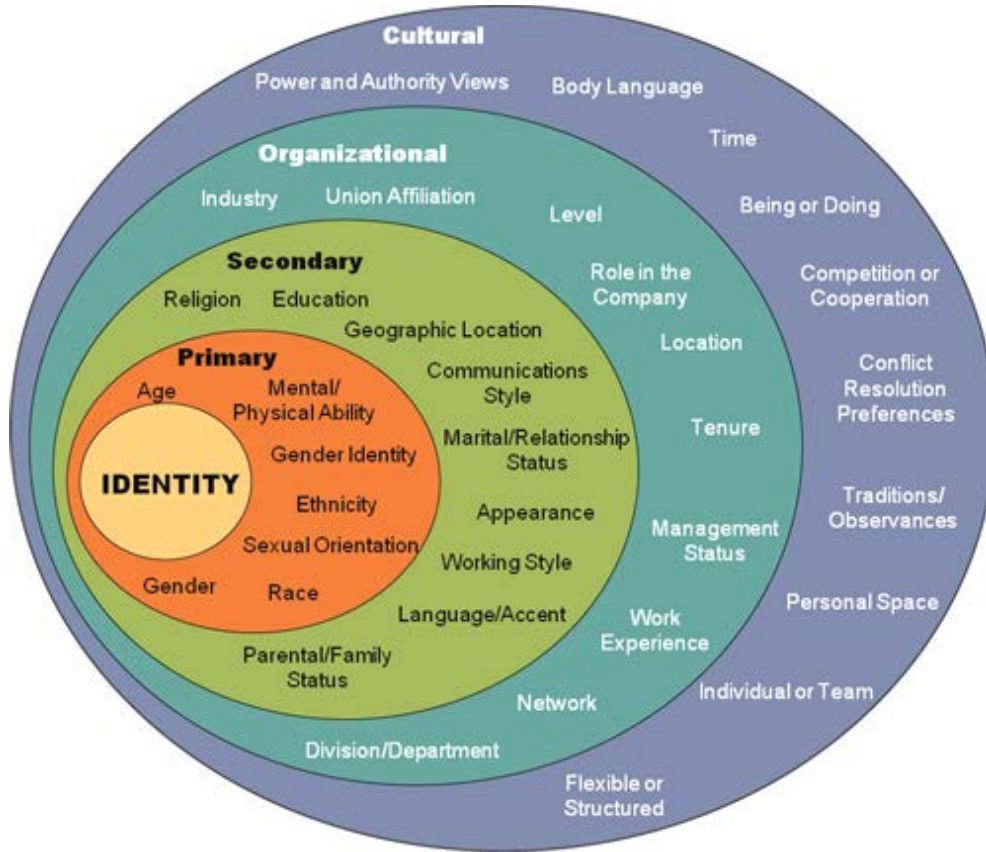 Cultural
Power and Authority Views
Body Language
Time
Being or Doing
Competition or
Cooperation
Conflict
Resolution
Preferences
Traditions/
Observances
Personal Space
Individual or Team
Flexible or
Structured
Organizational
Industry
Union Affiliation
Level
Role in the
Company
Location
Tenure
Management
Status
Work
Experience
Network
Division/Department
Secondary
Religion
Education
Geographic Location
Communications
Style
Marital/Relationship
Status
Appearance
Working Style
Language/Accent
Parental/Family
Status
Primary
Age
Mental/
Physical Ability
Gender Identity
Ethnicity
Sexual Orientation
Race
Gender
IDENTITY